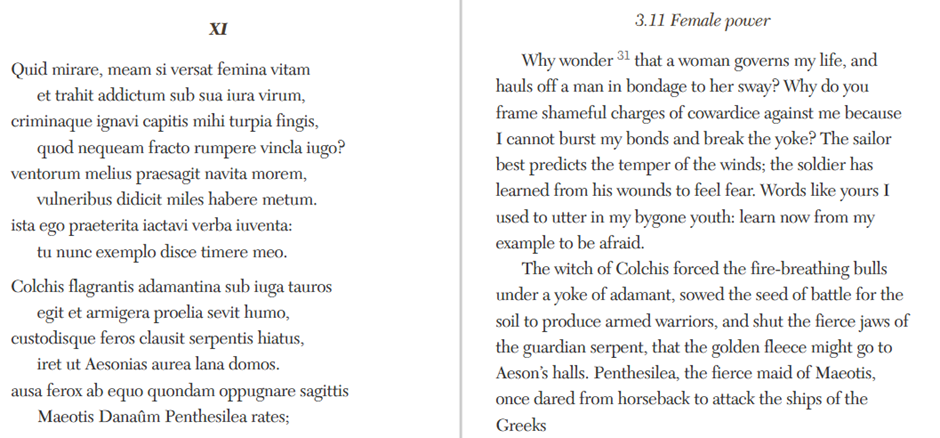 XI
Quid mirare, meam si versat femina vitam
et trahit addictum sub sua iura virum,
criminaque ignavi capitis mihi turpia fingis,
quod nequeam fracto rumpere vincla iugo?
ventorum melius praesagit navita morem,
vulneribus didicit miles habere metum.
ista ego praeterita iactavi verba iuventa:
tu nunc exemplo disce timere meo.
Colchis flagrantis adamantina sub iuga tauros
egit et armigera proelia sevit humo,
custodisque feros clausit serpentis hiatus,
iret ut Aesonias aurea lana domos.
ausa ferox ab equo quondam oppugnare sagittis
Maeotis Danaûm Penthesilea rates;
3.11 Female power
Why wonder 31 that a woman governs my life, and
hauls off a man in bondage to her sway? Why do you
frame shameful charges of cowardice against me because
I cannot burst my bonds and break the yoke? The sailor
best predicts the temper of the winds; the soldier has
learned from his wounds to feel fear. Words like yours I
used to utter in my bygone youth: learn now from my
example to be afraid.
The witch of Colchis forced the fire-breathing bulls
under a yoke of adamant, sowed the seed of battle for the
soil to produce armed warriors, and shut the fierce jaws of
the guardian serpent, that the golden fleece might go to
Aeson's halls. Penthesilea, the fierce maid of Maeotis,
once dared from horseback to attack the ships of the
Greeks